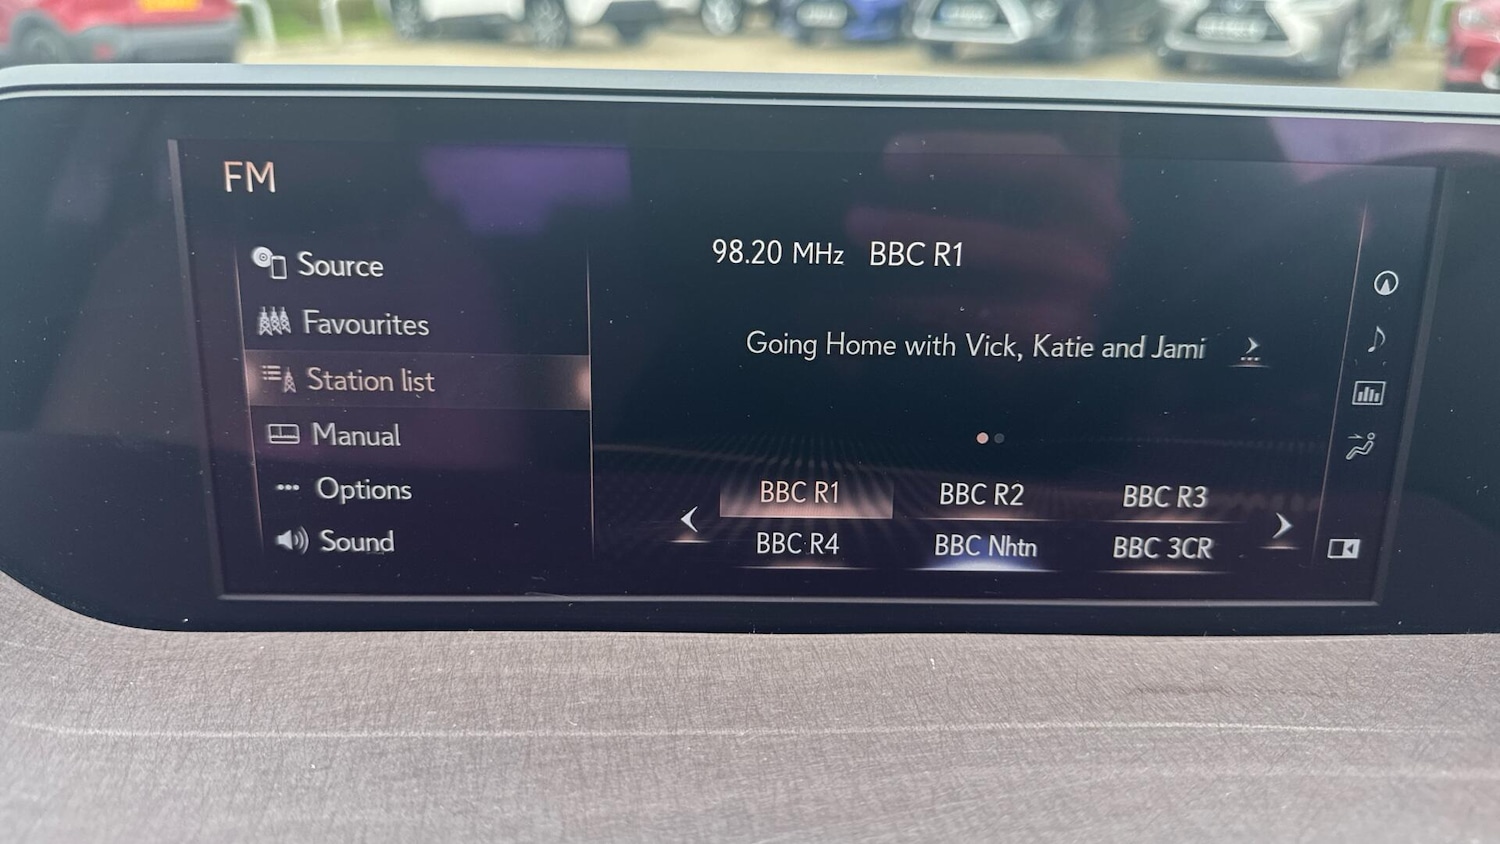 FM
Source
Favourites
Station list
Manual
Options
Sound
98.20 MHz BBC R1
Going Home with Vick, Katie and Jami
BBC R1 BBC R2 BBC R3
BBC R4 BBC Nhtn BBC 3CR